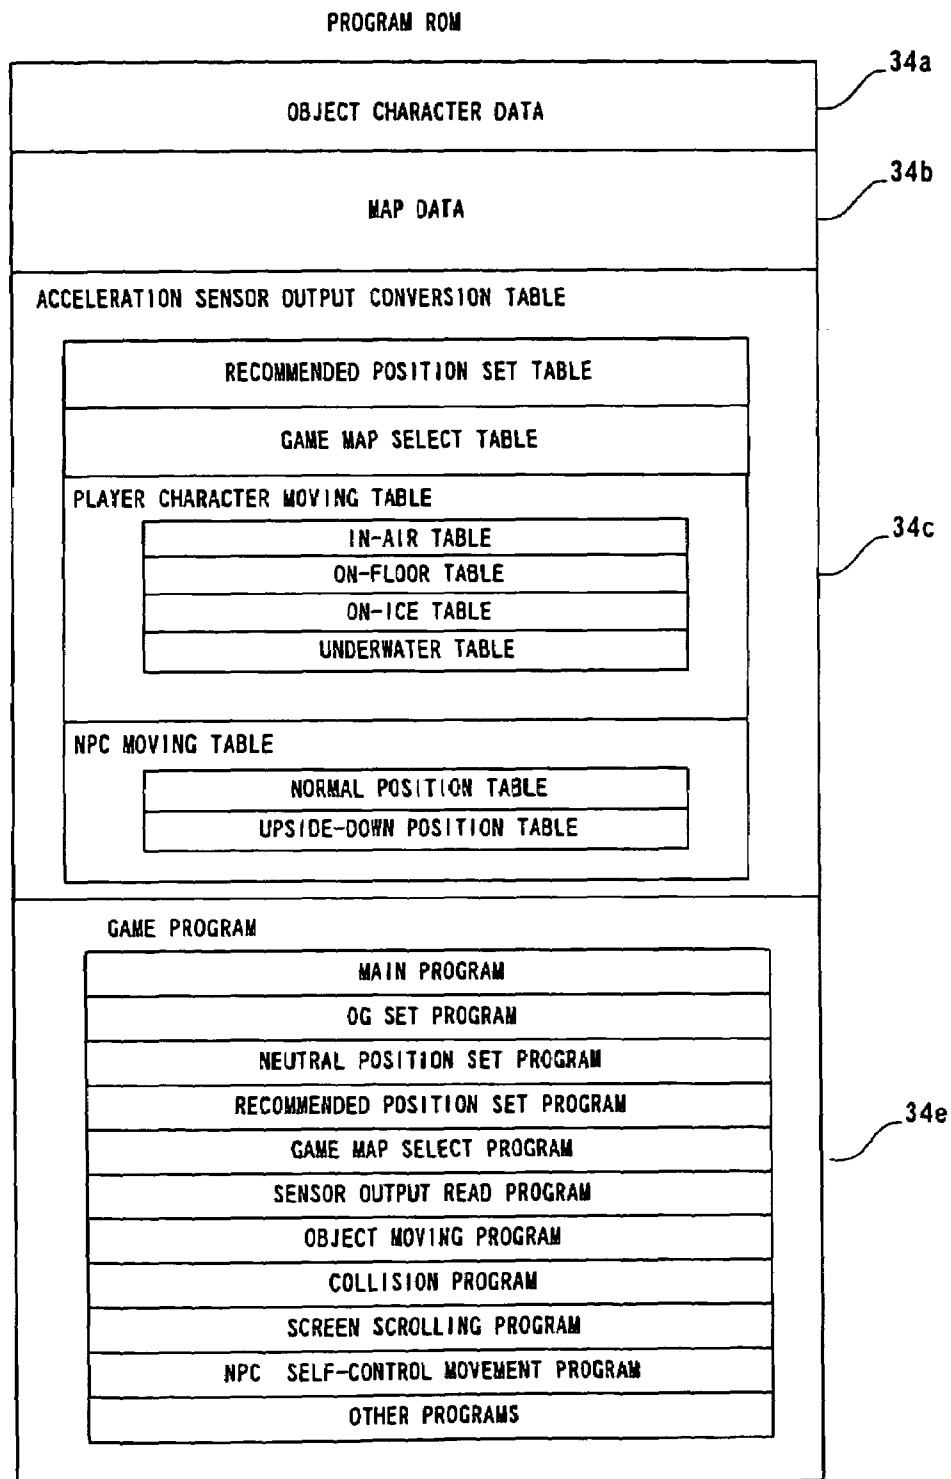 PROGRAM ROM
34a
OBJECT CHARACTER DATA
34b
MAP DATA
ACCELERATION SENSOR OUTPUT CONVERSION TABLE
RECOMMENDED POSITION SET TABLE
GAME MAP SELECT TABLE
PLAYER CHARACTER MOVING TABLE
IN-AIR TABLE
34c
ON-FLOOR TABLE
ON-ICE TABLE
UNDERWATER TABLE
NPC MOVING TABLE
NORMAL POSITION TABLE
UPSIDE-DOWN POSITION TABLE
GAME PROGRAM
MAIN PROGRAM
0G SET PROGRAM
NEUTRAL POSITION SET PROGRAM
RECOMMENDED POSITION SET PROGRAM
34e
GAME MAP SELECT PROGRAM
SENSOR OUTPUT READ PROGRAM
OBJECT MOVING PROGRAM
COLLISION PROGRAM
SCREEN SCROLLING PROGRAM
NPC SELF-CONTROL MOVEMENT PROGRAM
OTHER PROGRAMS